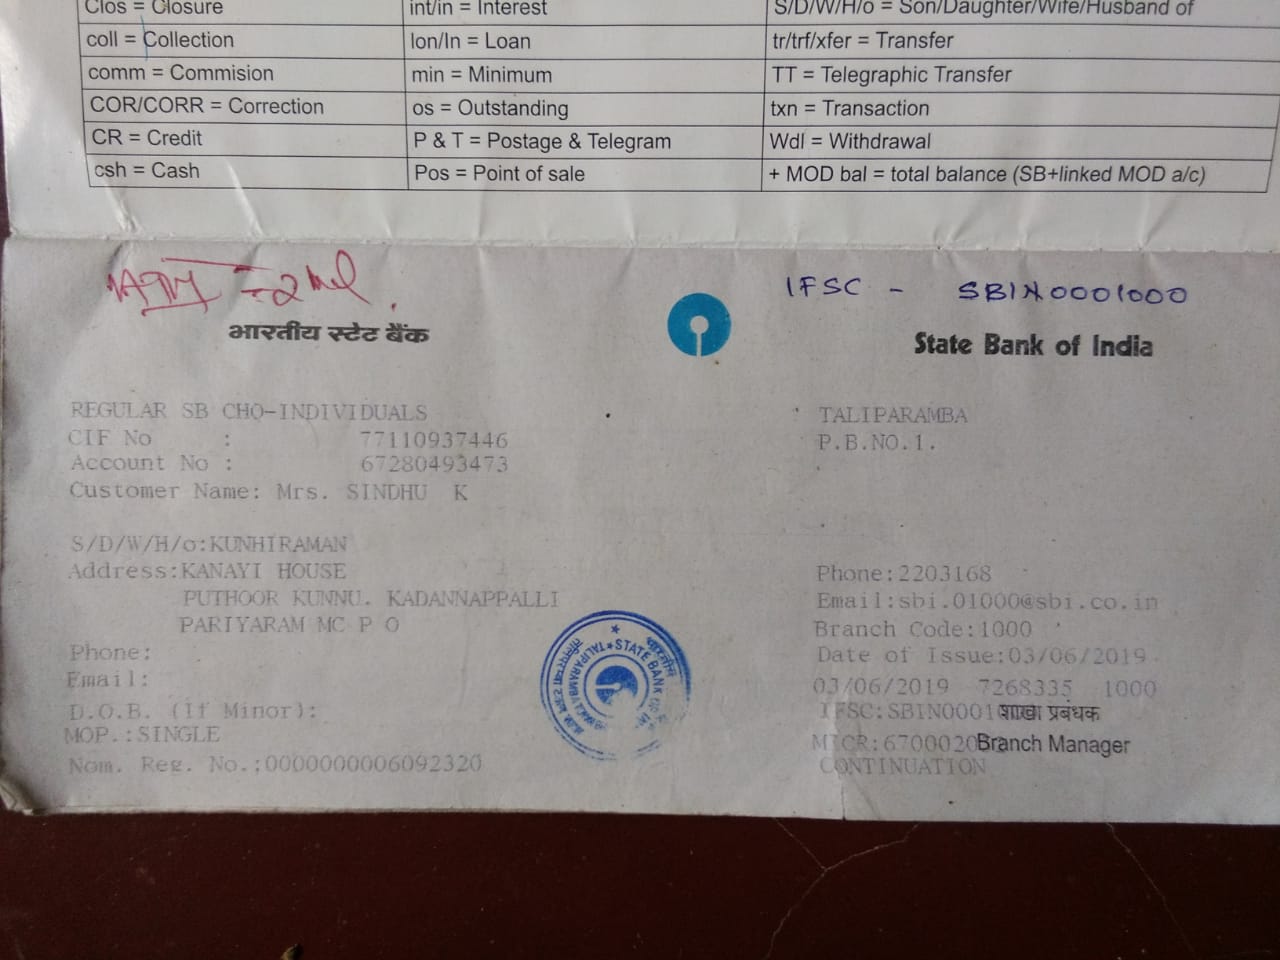 Clos = Closure int/in = Interest S/D/W/H/o = Son/Daughter/Wife/Husband of
coll = Collection lon/ln = Loan tr/trf/xfer = Transfer
comm = Commision min = Minimum TT = Telegraphic Transfer
COR/CORR = Correction os = Outstanding txn = Transaction
CR = Credit P & T = Postage & Telegram Wdl = Withdrawal
csh = Cash Pos = Point of sale + MOD bal = total balance (SB+linked MOD a/c)
IFSC - SBIN0001000
भारतीय स्टेट बैंक State Bank of India
REGULAR SB CHQ-INDIVIDUALS TALIPARAMBA
CIF No : 77110937446 P.B.NO.1.
Account No : 67280493473
Customer Name: Mrs. SINDHU K
S/D/W/H/o:KUNHIRAMAN
Address:KANAYI HOUSE Phone:2203168
PUTHOOR KUNNU. KADANNAPPALLI Email:sbi.01000@sbi.co.in
PARIYARAM MC P O Branch Code:1000
Phone: Date of Issue:03/06/2019
Email: 03/06/2019 7268335 1000
D.O.B. (If Minor): IFSC:SBIN0001 शाखा प्रबंधक
MOP.:SINGLE MICR:6700020 Branch Manager
Nom. Reg. No.:0000000006092320 CONTINUATION
STATE BANK TALIPARAMBA